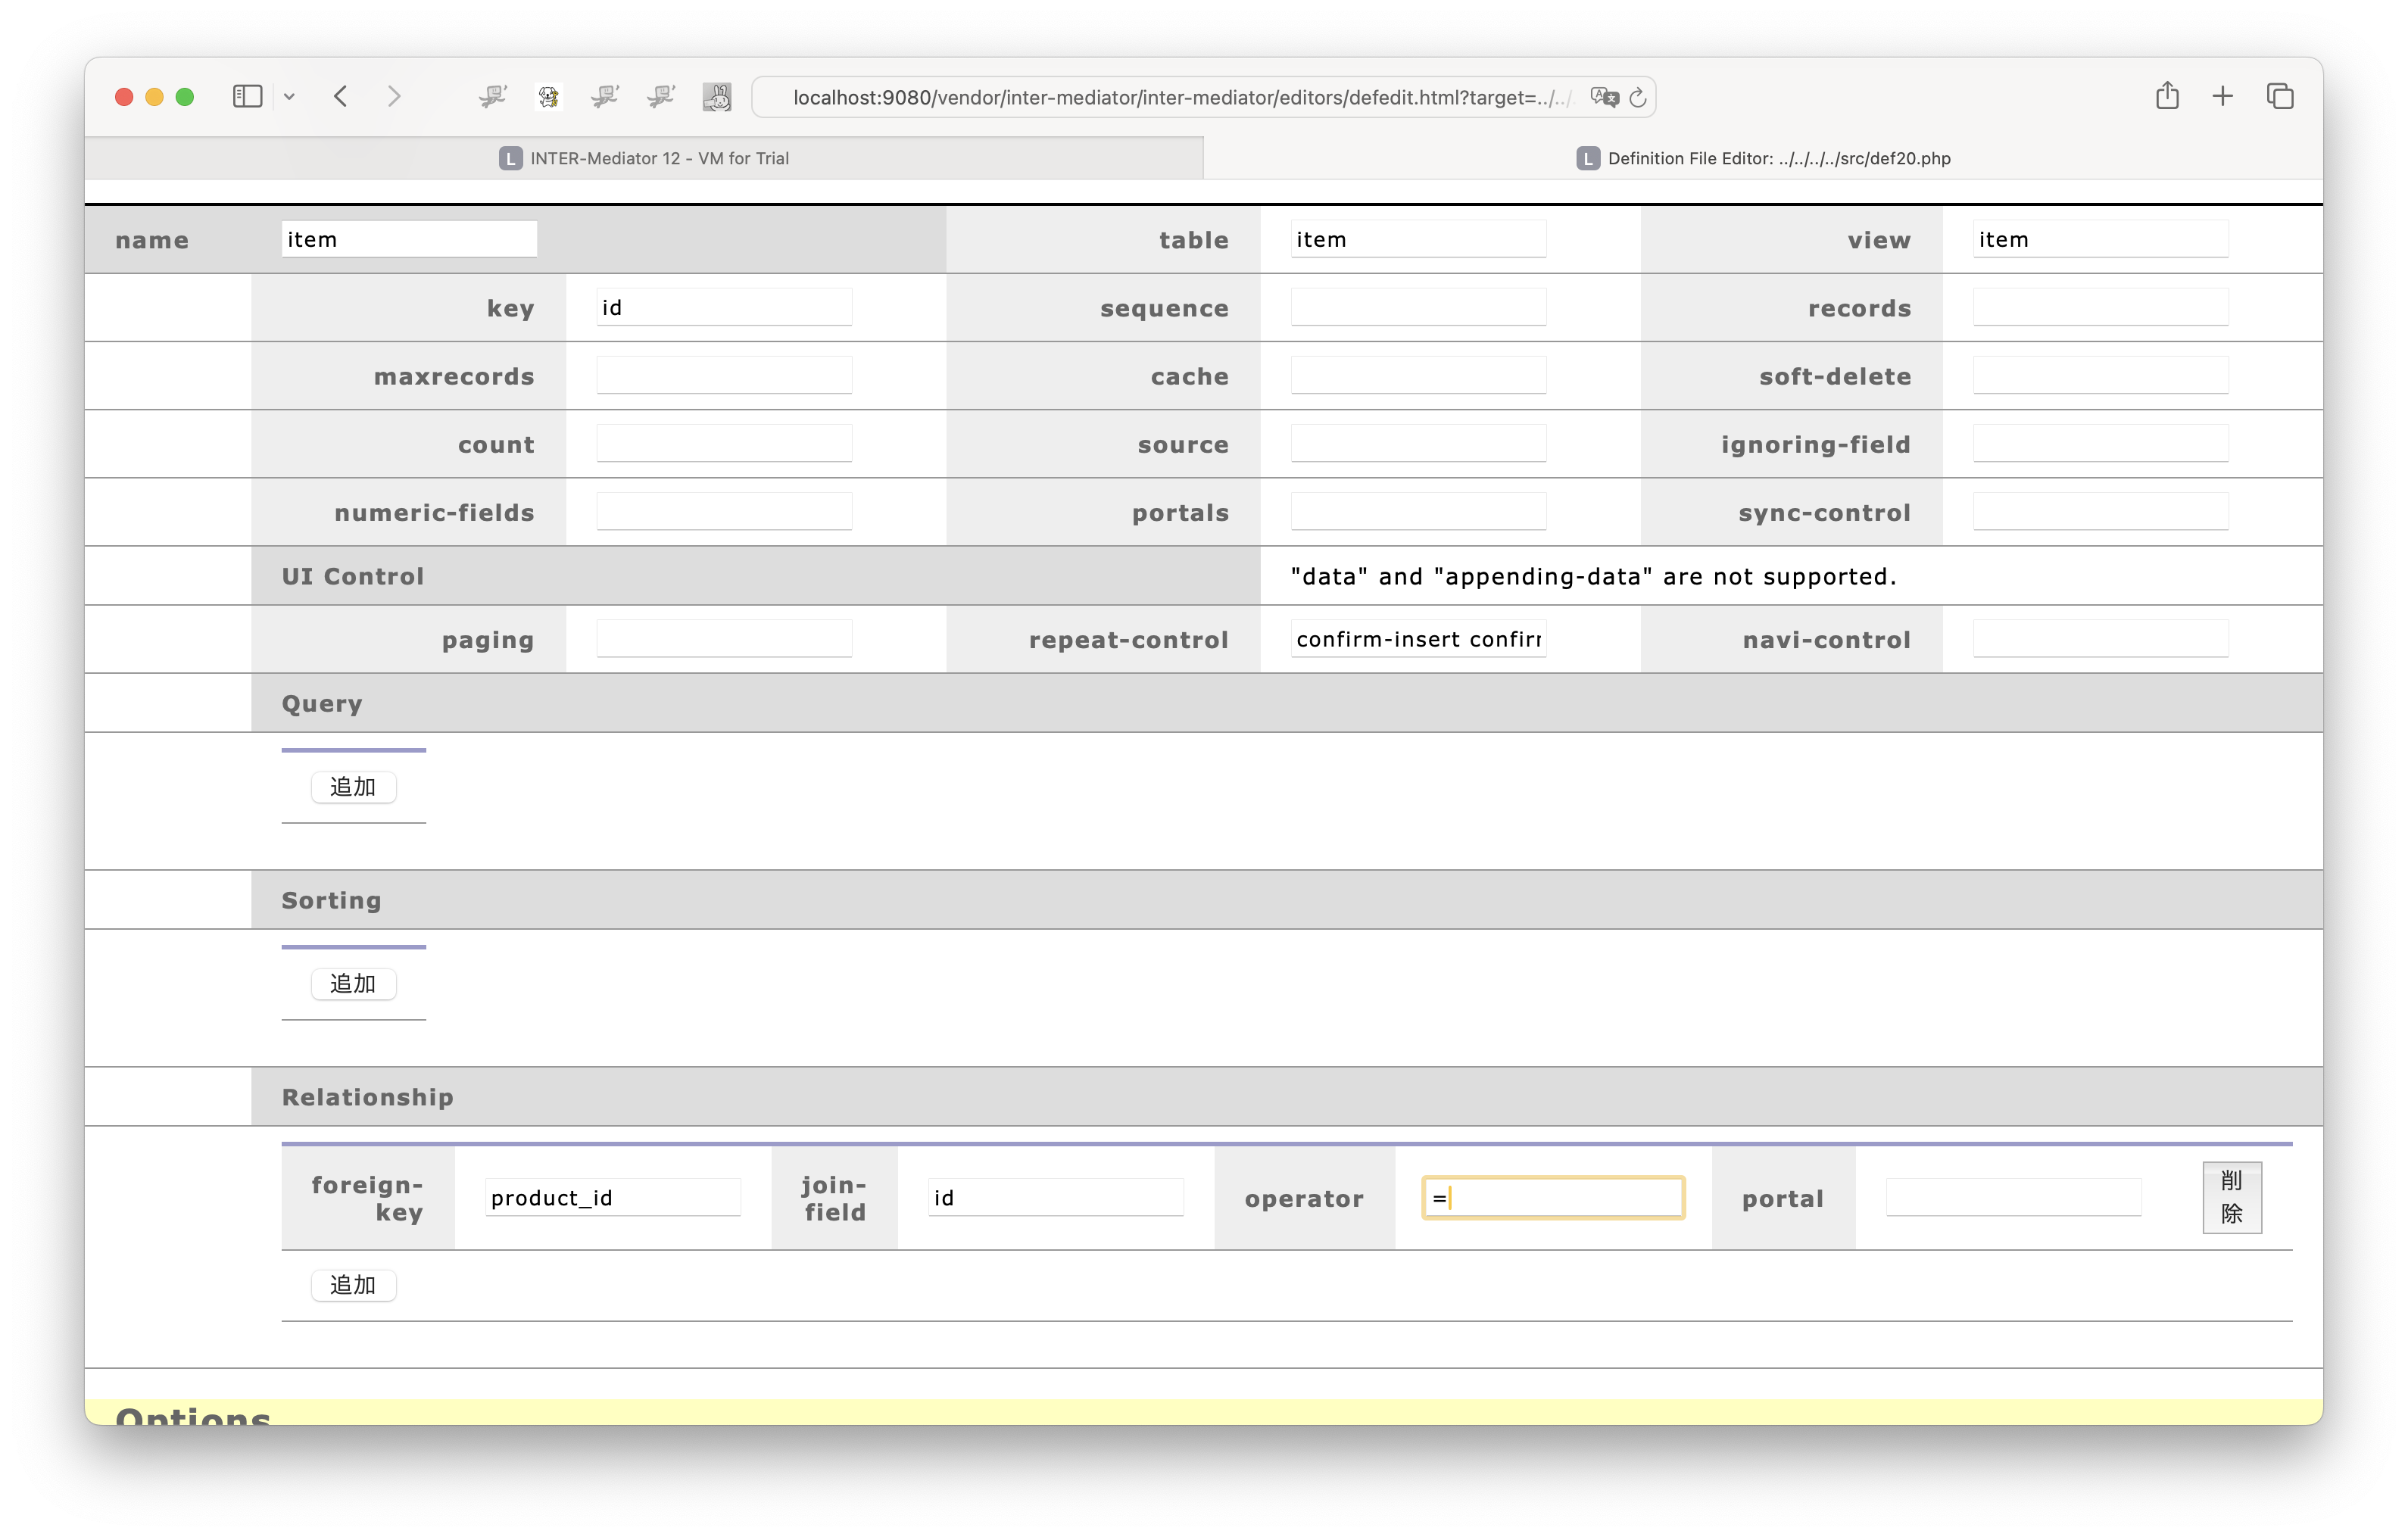 localhost:9080/vendor/inter-mediator/inter-mediator/editors/defedit.html?target=../../
L INTER-Mediator 12 - VM for Trial
L Definition File Editor: ../../../../src/def20.php
name item table item view item
key id sequence records
maxrecords cache soft-delete
count source ignoring-field
numeric-fields portals sync-control
UI Control "data" and "appending-data" are not supported.
paging repeat-control confirm-insert confirm navi-control
Query
追加
Sorting
追加
Relationship
foreign-key product_id join-field id operator = portal 削除
追加
Options